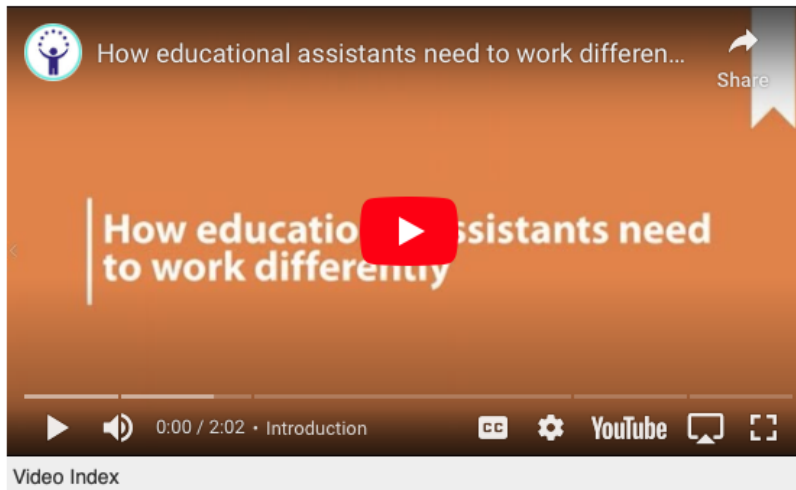 How educational assistants need to work differen...
Share
How educatio ssistants need
to work differently
0:00 / 2:02 • Introduction
CC
YouTube
Video Index